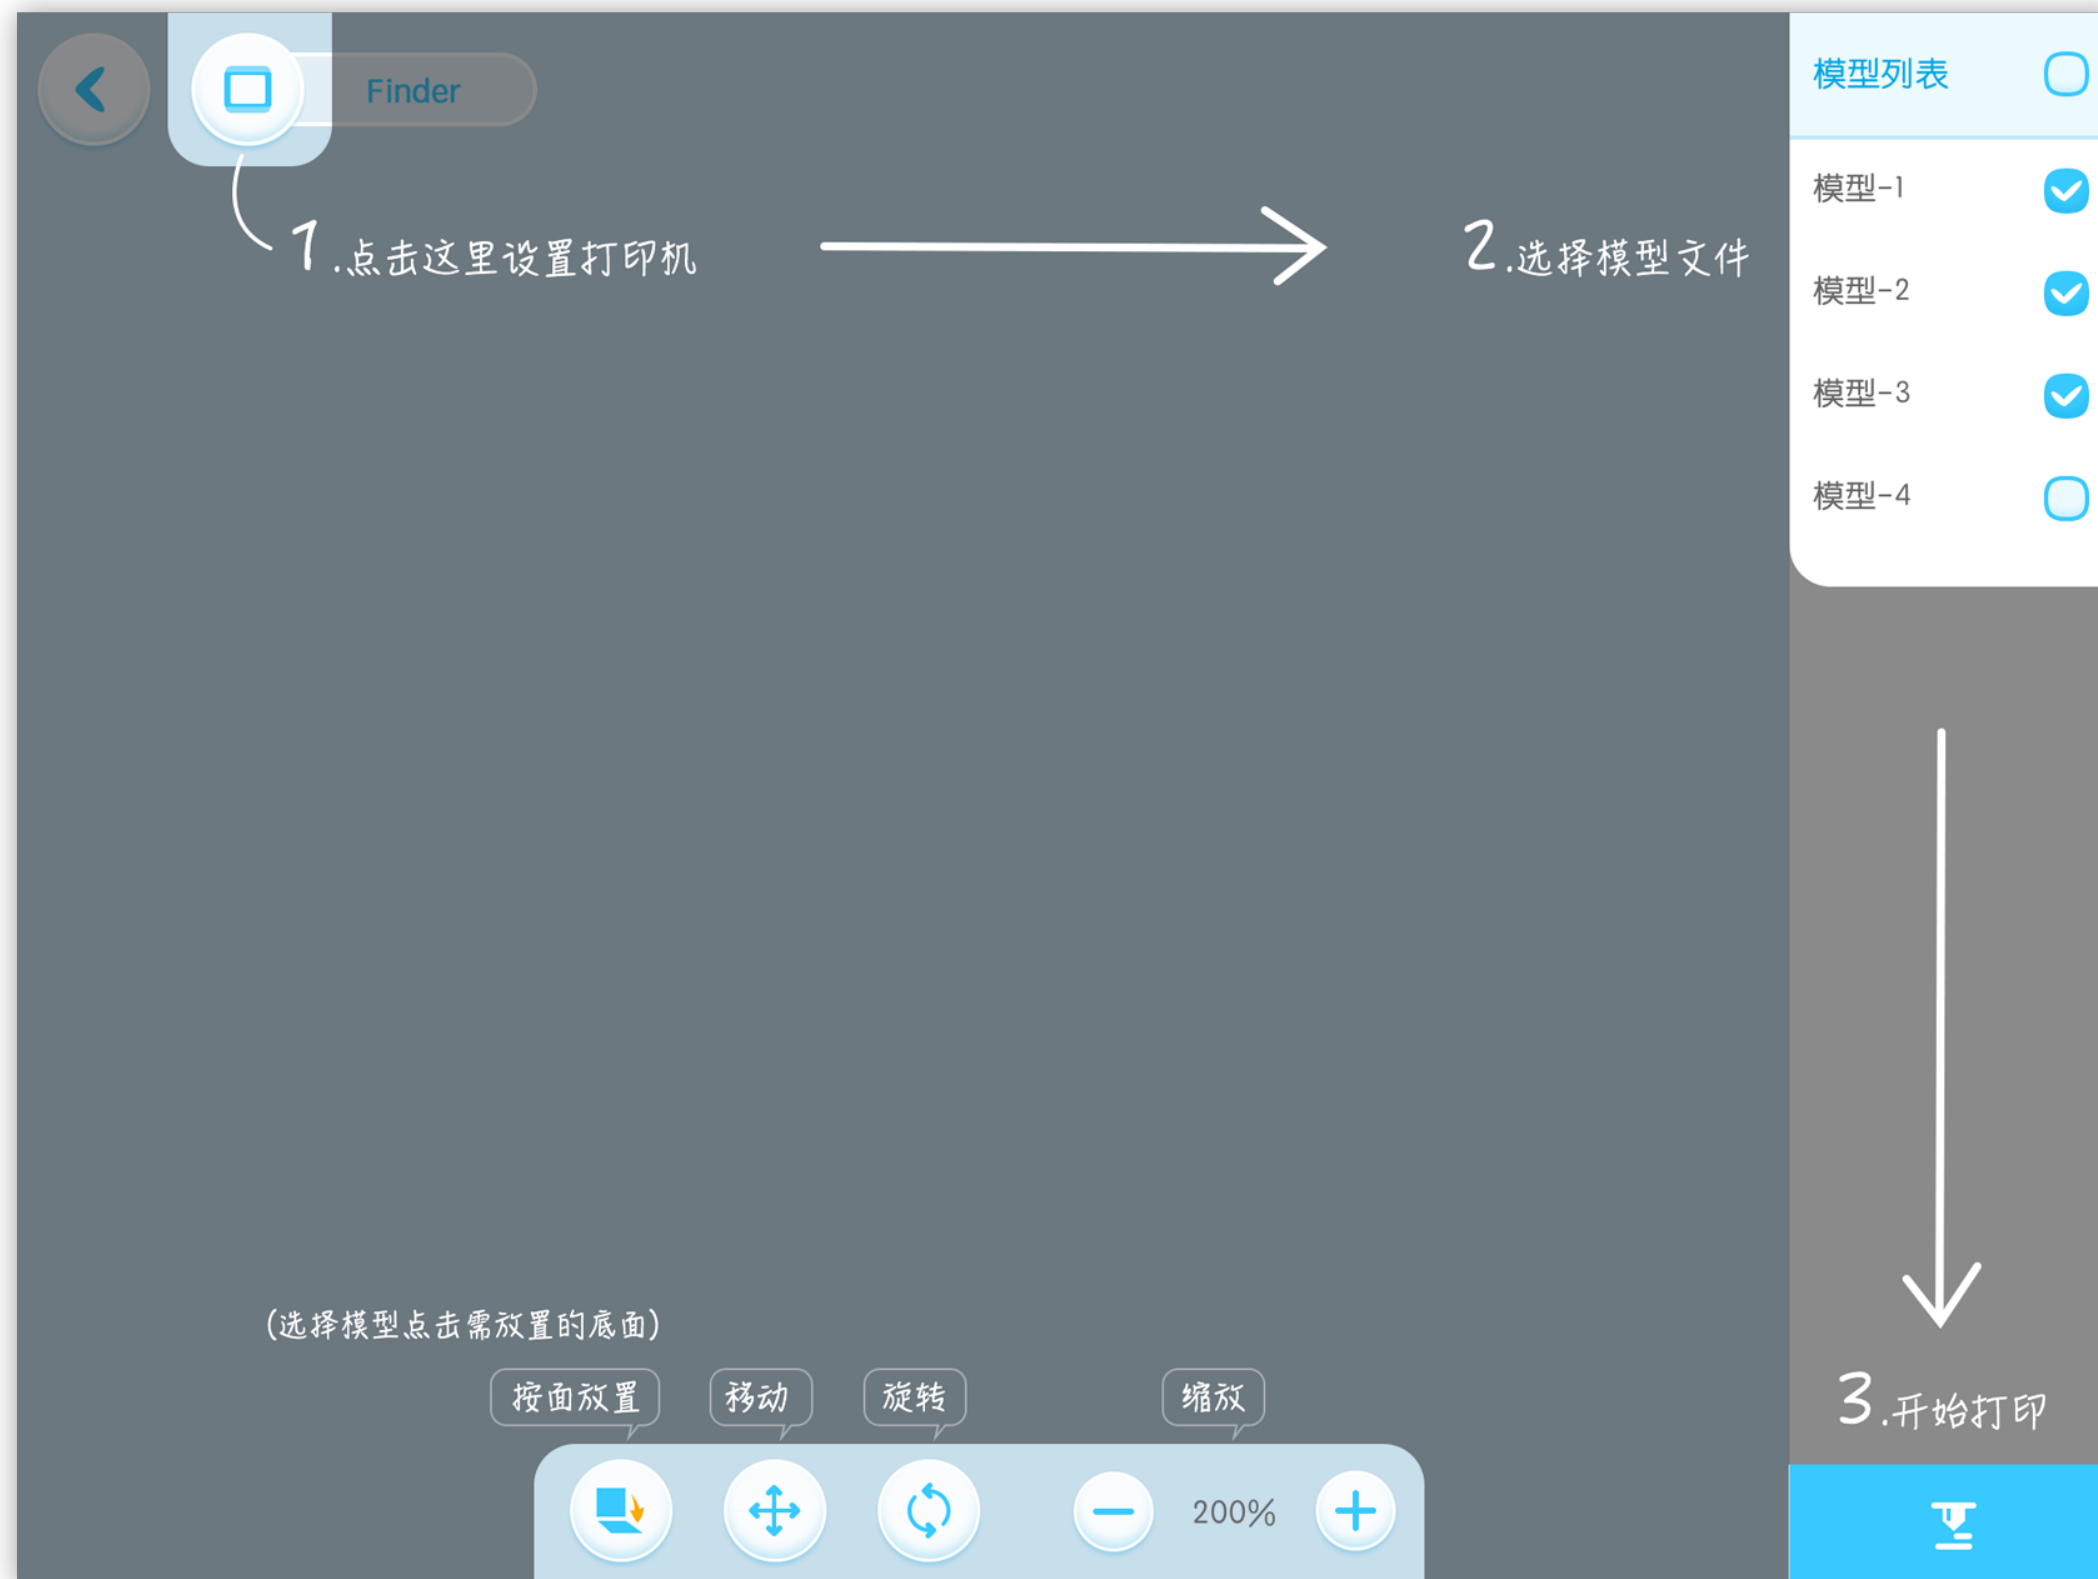 Finder
模型列表
模型-1
1.点击这里设置打印机
2.选择模型文件
模型-2
模型-3
模型-4
(选择模型点击需放置的底面)
按面放置
移动
旋转
缩放
3.开始打印
200%